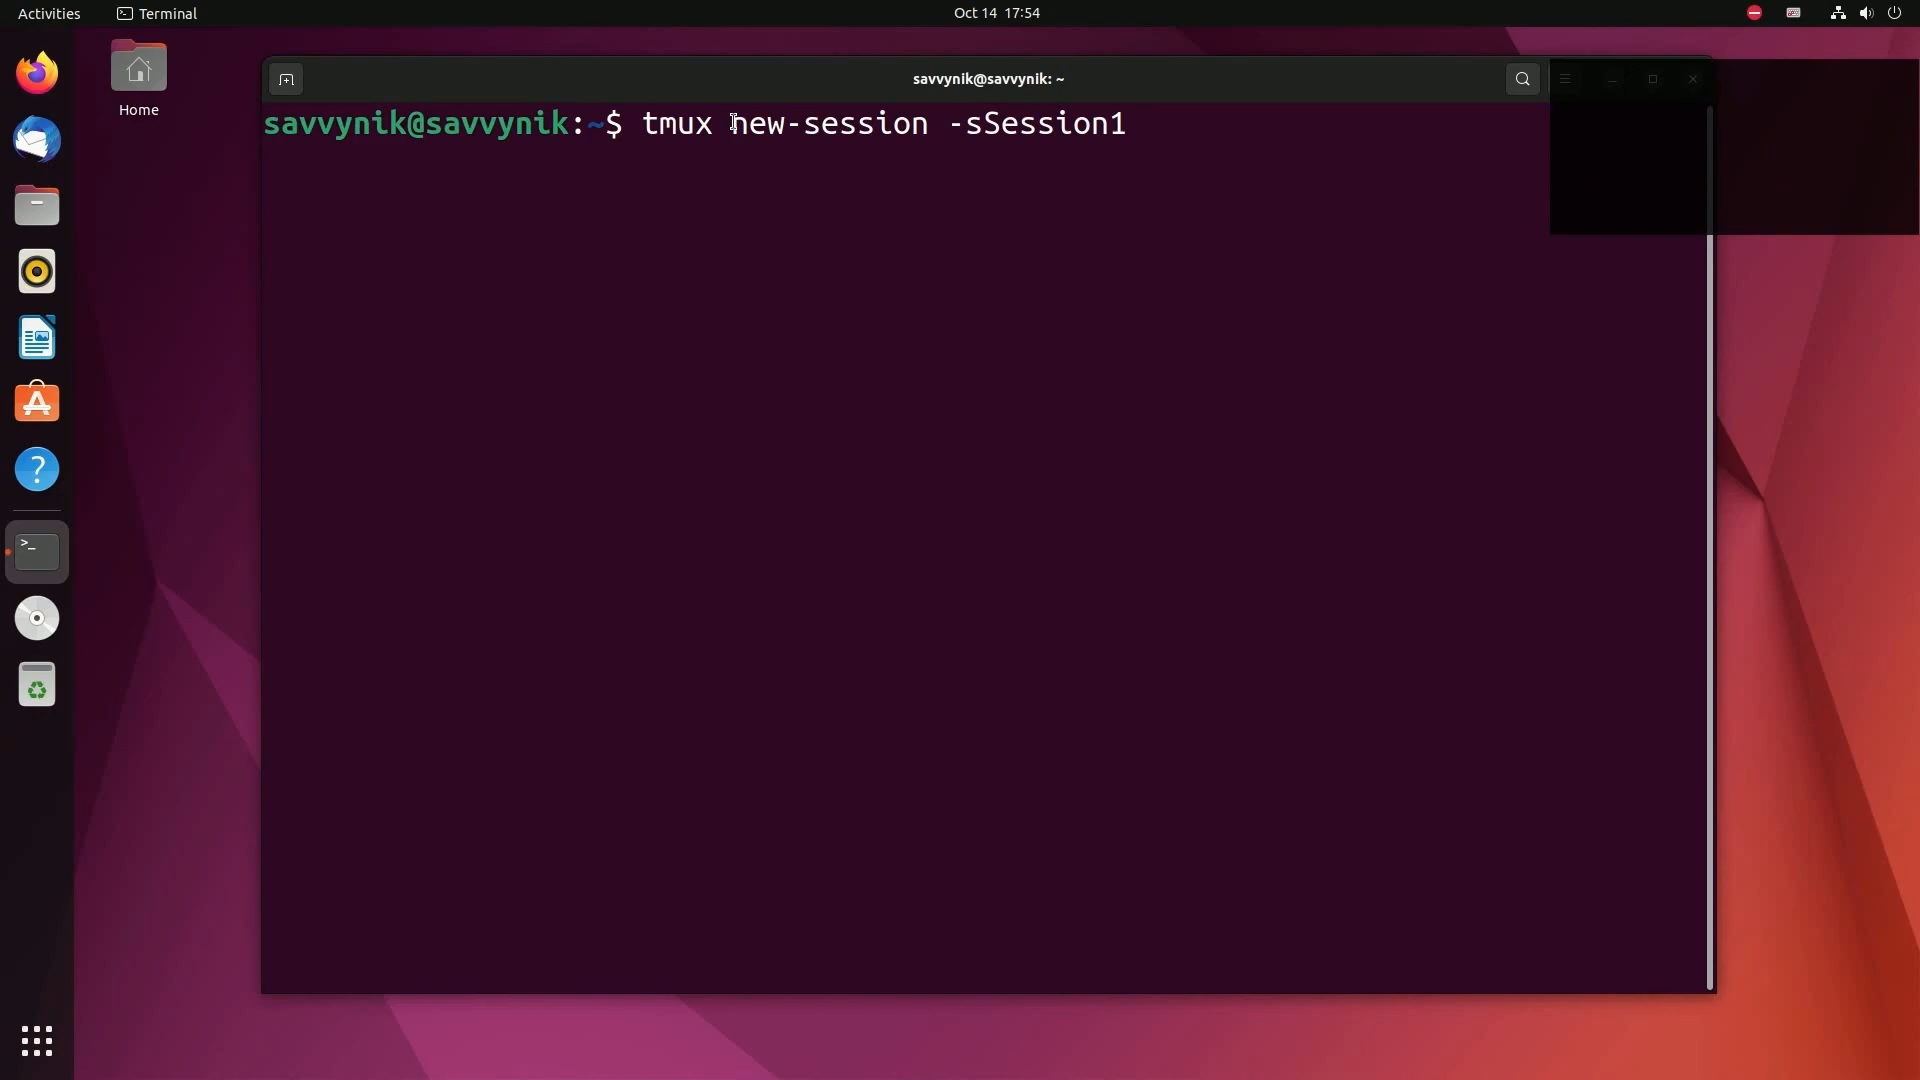 Activities
Terminal
Oct 14 17:54
Home
savvynik@savvynik: ~
savvynik@savvynik:~$ tmux new-session -sSession1